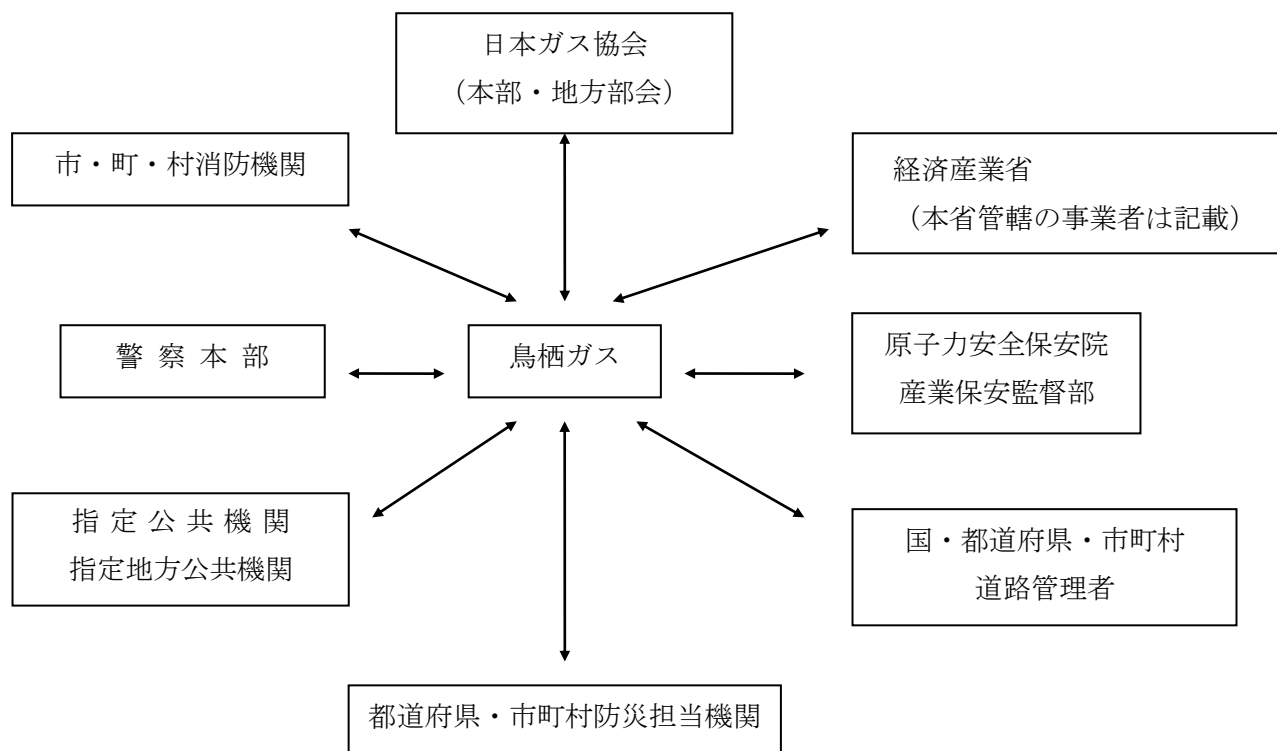 日本ガス協会
（本部・地方部会）
市・町・村消防機関
経済産業省
（本省管轄の事業者は記載）
警察本部
鳥栖ガス
原子力安全保安院
産業保安監督部
指定公共機関
指定地方公共機関
国・都道府県・市町村
道路管理者
都道府県・市町村防災担当機関